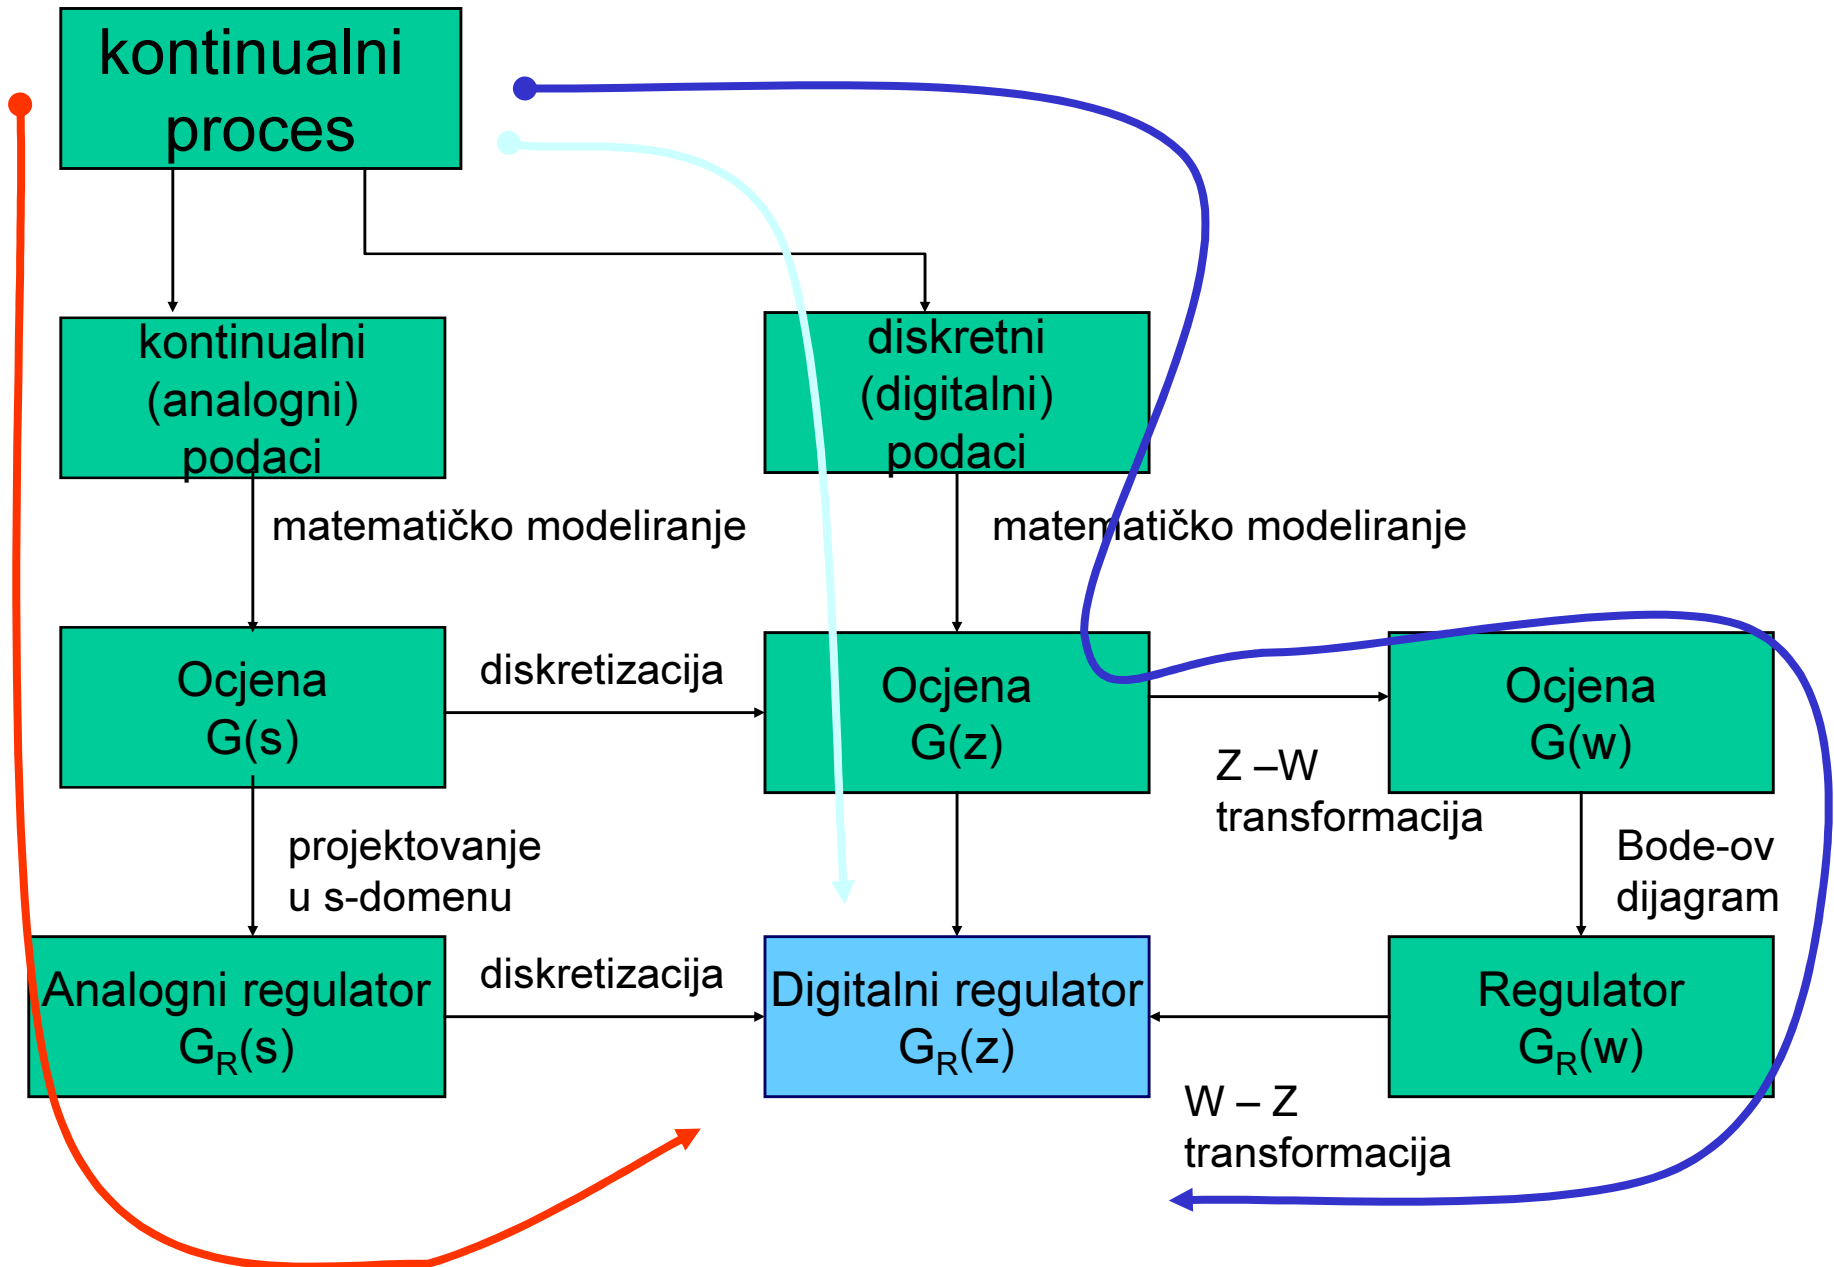 kontinualni
proces
kontinualni
(analogni)
podaci
diskretni
(digitalni)
podaci
matematičko modeliranje
matematičko modeliranje
Ocjena
G(s)
diskretizacija
Ocjena
G(z)
Z –W
transformacija
Ocjena
G(w)
projektovanje
u s-domenu
Bode-ov
dijagram
Analogni regulator
GR(s)
diskretizacija
Digitalni regulator
GR(z)
Regulator
GR(w)
W – Z
transformacija